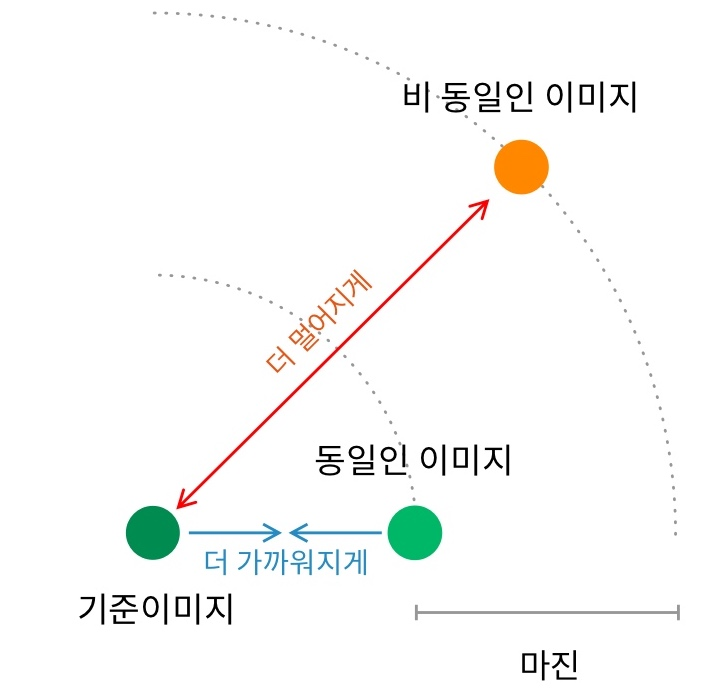 비 동일인 이미지
더 멀어지게
동일인 이미지
더 가까워지게
기준이미지
마진